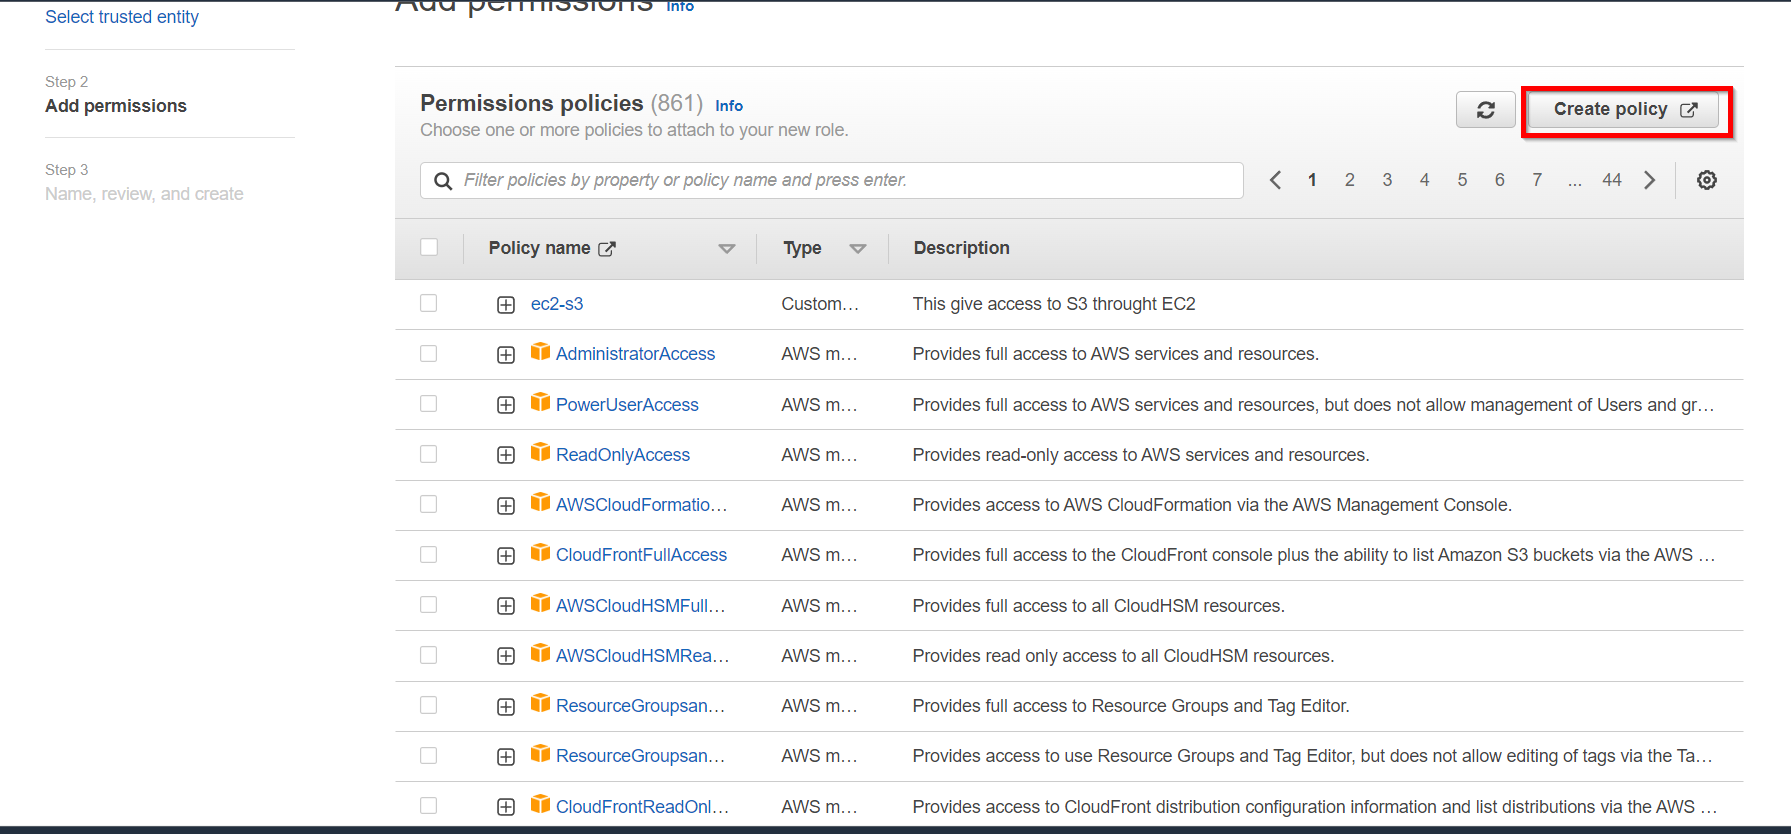 Add permissions Info
Select trusted entity
Step 2
Add permissions
Step 3
Name, review, and create
Permissions policies (861) Info
Choose one or more policies to attach to your new role.
Create policy
Filter policies by property or policy name and press enter.
1 2 3 4 5 6 7 ... 44
Policy name Type Description
ec2-s3 Custom... This give access to S3 throught EC2
AdministratorAccess AWS m... Provides full access to AWS services and resources.
PowerUserAccess AWS m... Provides full access to AWS services and resources, but does not allow management of Users and gr...
ReadOnlyAccess AWS m... Provides read-only access to AWS services and resources.
AWSCloudFormatio... AWS m... Provides access to AWS CloudFormation via the AWS Management Console.
CloudFrontFullAccess AWS m... Provides full access to the CloudFront console plus the ability to list Amazon S3 buckets via the AWS ...
AWSCloudHSMFull... AWS m... Provides full access to all CloudHSM resources.
AWSCloudHSMRea... AWS m... Provides read only access to all CloudHSM resources.
ResourceGroupsan... AWS m... Provides full access to Resource Groups and Tag Editor.
ResourceGroupsan... AWS m... Provides access to use Resource Groups and Tag Editor, but does not allow editing of tags via the Ta...
CloudFrontReadOnl... AWS m... Provides access to CloudFront distribution configuration information and list distributions via the AWS ...